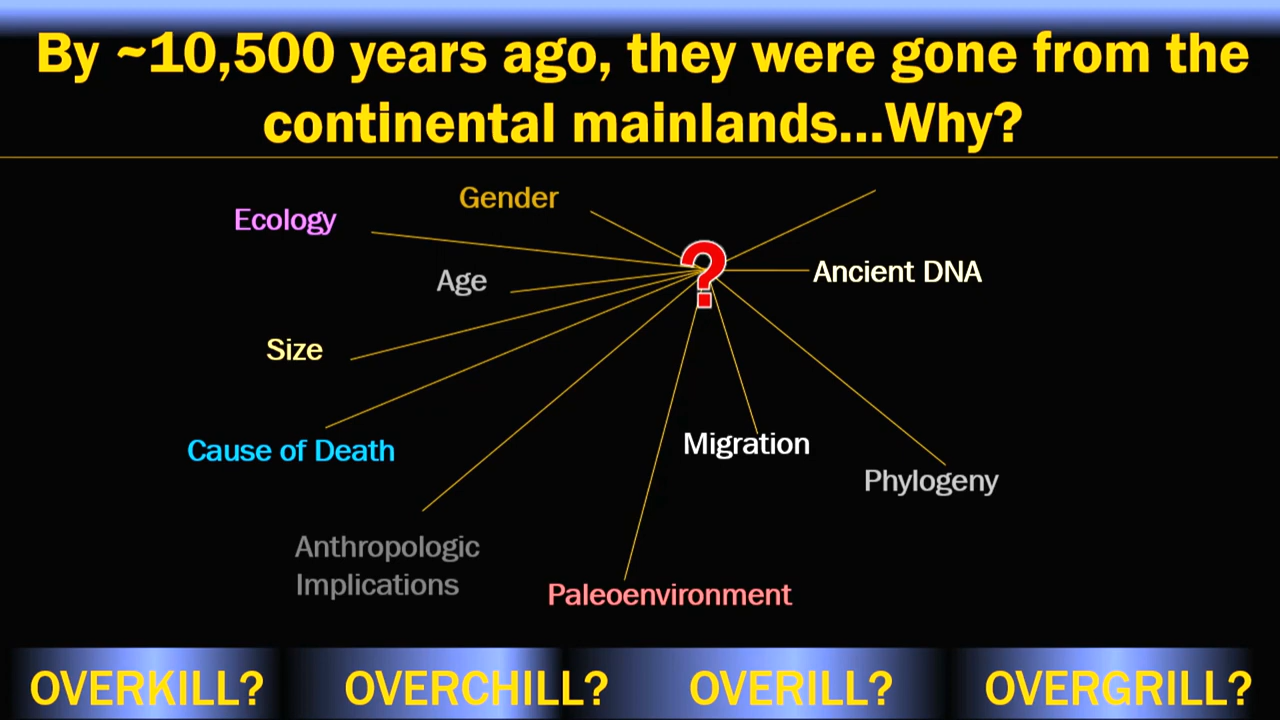 By ~10,500 years ago, they were gone from the
continental mainlands...Why?
Gender
Ecology
?
Ancient DNA
Age
Size
Migration
Cause of Death
Phylogeny
Anthropologic
Implications
Paleoenvironment
OVERKILL?
OVERCHILL?
OVERILL?
OVERGRILL?